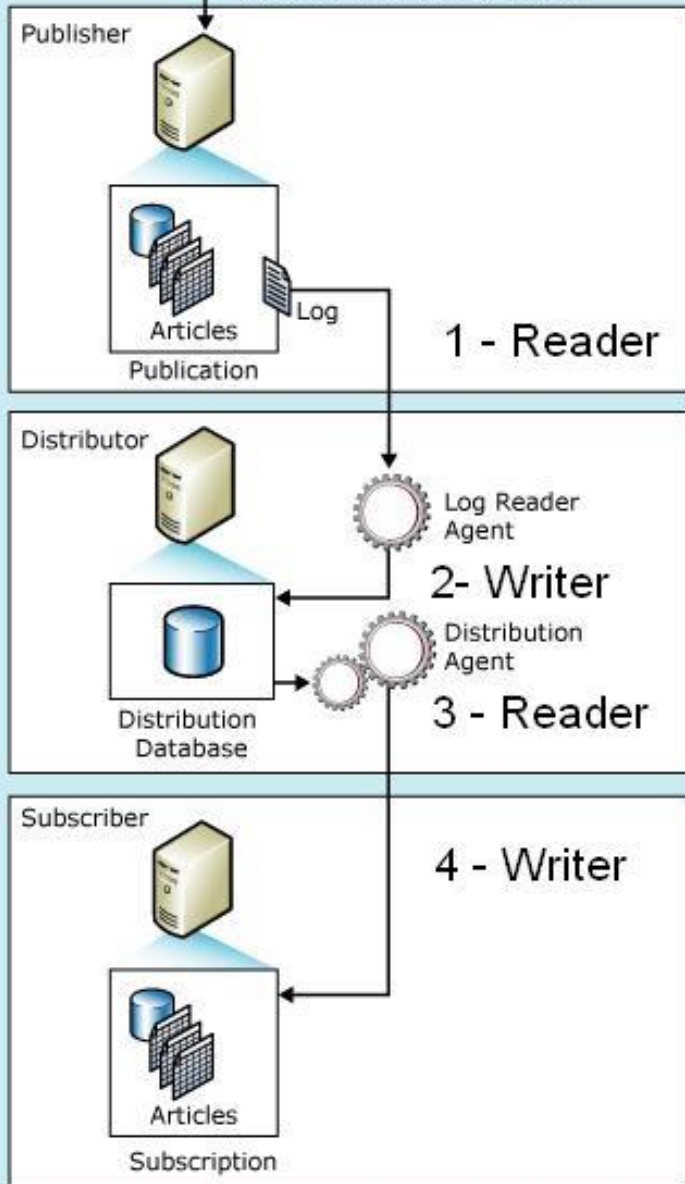 Publisher
Log
Articles
1 - Reader
Publication
Distributor
Log Reader
Agent
2- Writer
Distribution
Agent
3 - Reader
Distribution
Database
Subscriber
4 - Writer
Articles
Subscription